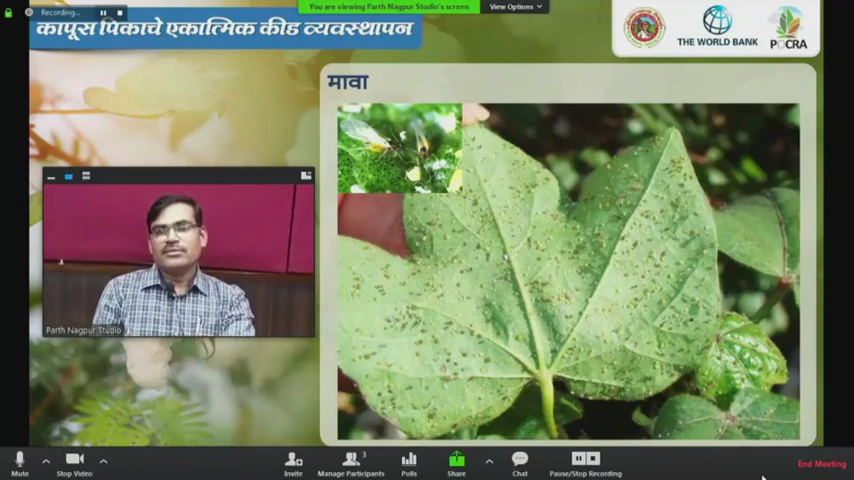 Recording...
You are viewing Parth Nagpur Studio's screen
View Options
कापूस पिकाचे एकात्मिक कीड व्यवस्थापन
THE WORLD BANK
POCRA
मावा
Parth Nagpur Studio
Mute
Stop Video
Invite
3
Manage Participants
Polls
Share
Chat
Pause/Stop Recording
End Meeting